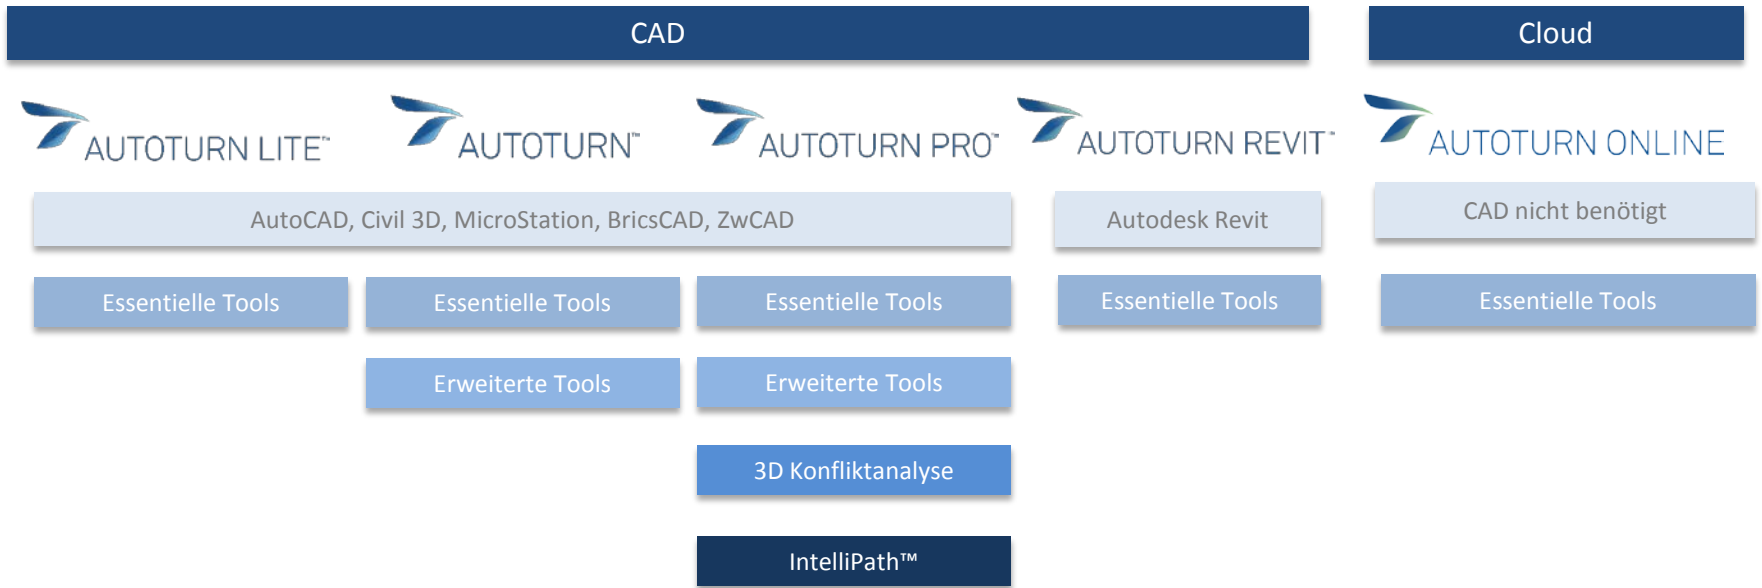 CAD
Cloud
AUTOTURN LITE™
AUTOTURN™
AUTOTURN PRO™
AUTOTURN REVIT™
AUTOTURN ONLINE
AutoCAD, Civil 3D, MicroStation, BricsCAD, ZwCAD
Autodesk Revit
CAD nicht benötigt
Essentielle Tools
Essentielle Tools
Essentielle Tools
Essentielle Tools
Essentielle Tools
Erweiterte Tools
Erweiterte Tools
3D Konfliktanalyse
IntelliPath™